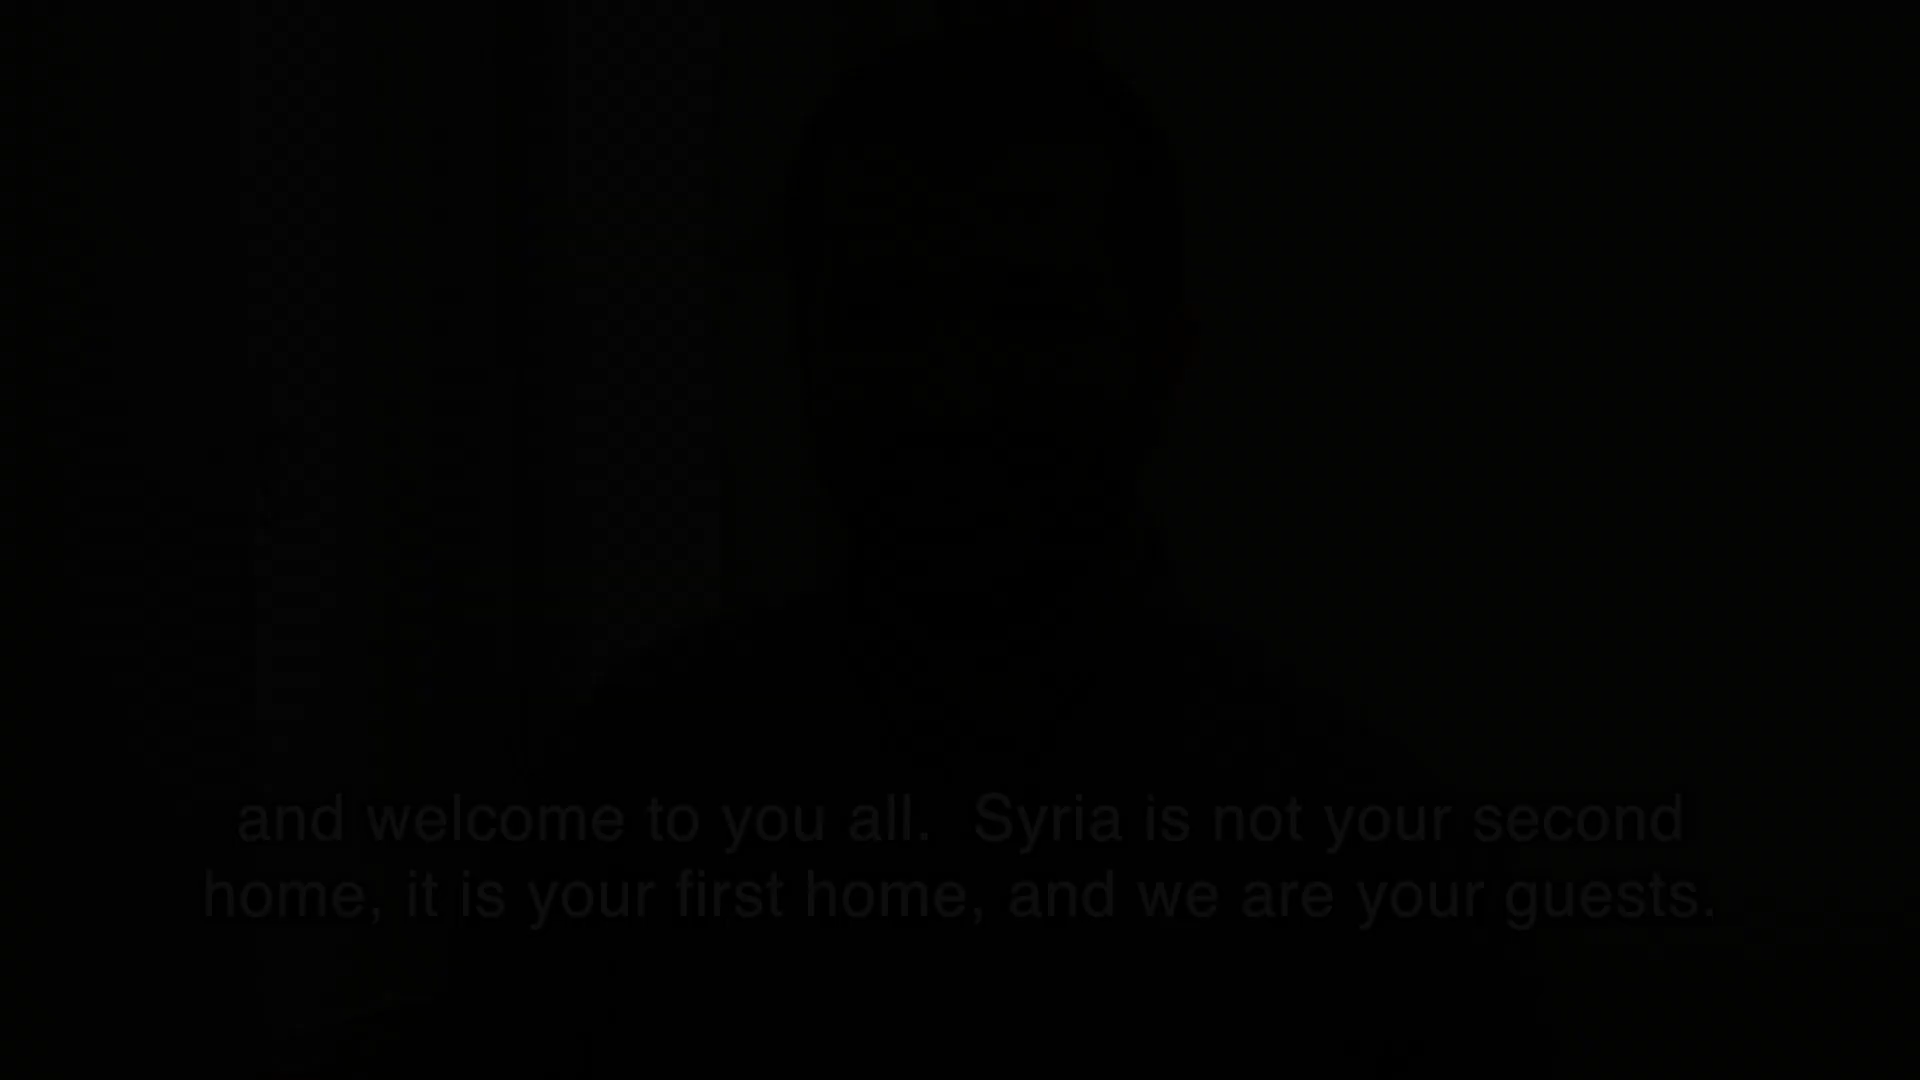 and welcome to you all.  Syria is not your second
home, it is your first home, and we are your guests.